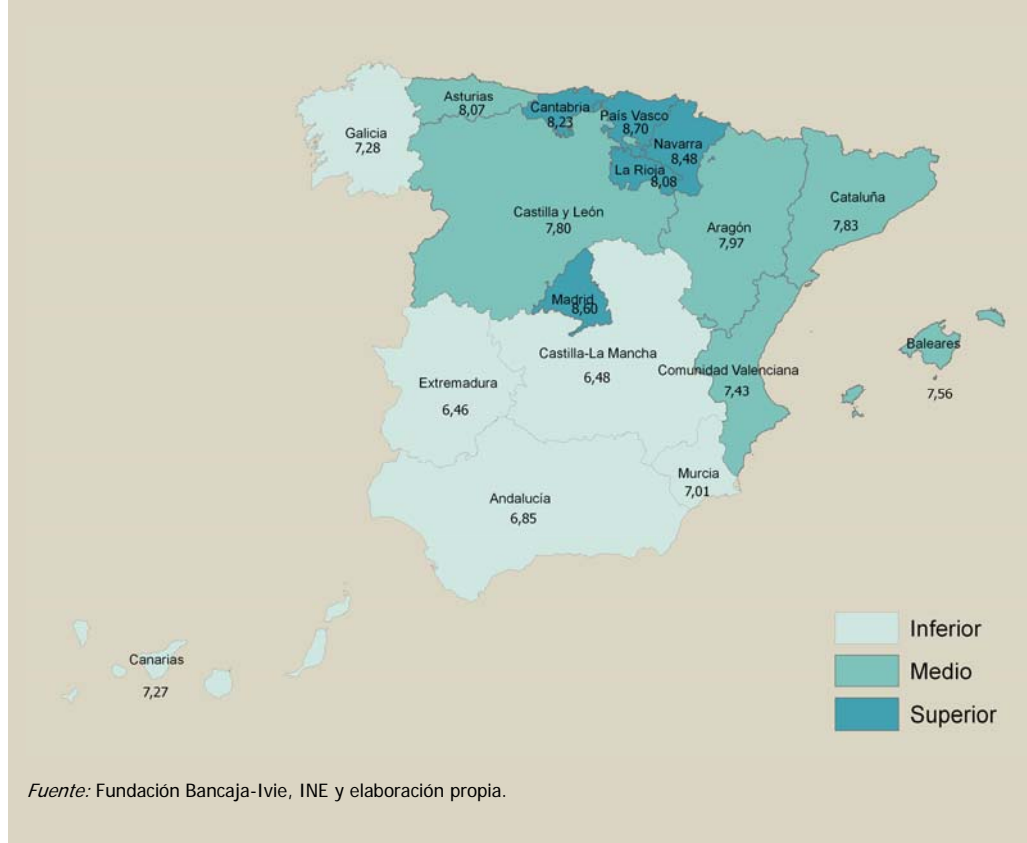 Asturias
8,07
Cantabria
8,23
País Vasco
8,70
Galicia
7,28
Navarra
8,48
La Rioja
8,08
Cataluña
7,83
Castilla y León
7,80
Aragón
7,97
Madrid
8,60
Baleares
7,56
Castilla-La Mancha
6,48
Comunidad Valenciana
7,43
Extremadura
6,46
Murcia
7,01
Andalucía
6,85
Canarias
7,27
Inferior
Medio
Superior
Fuente: Fundación Bancaja-Ivie, INE y elaboración propia.